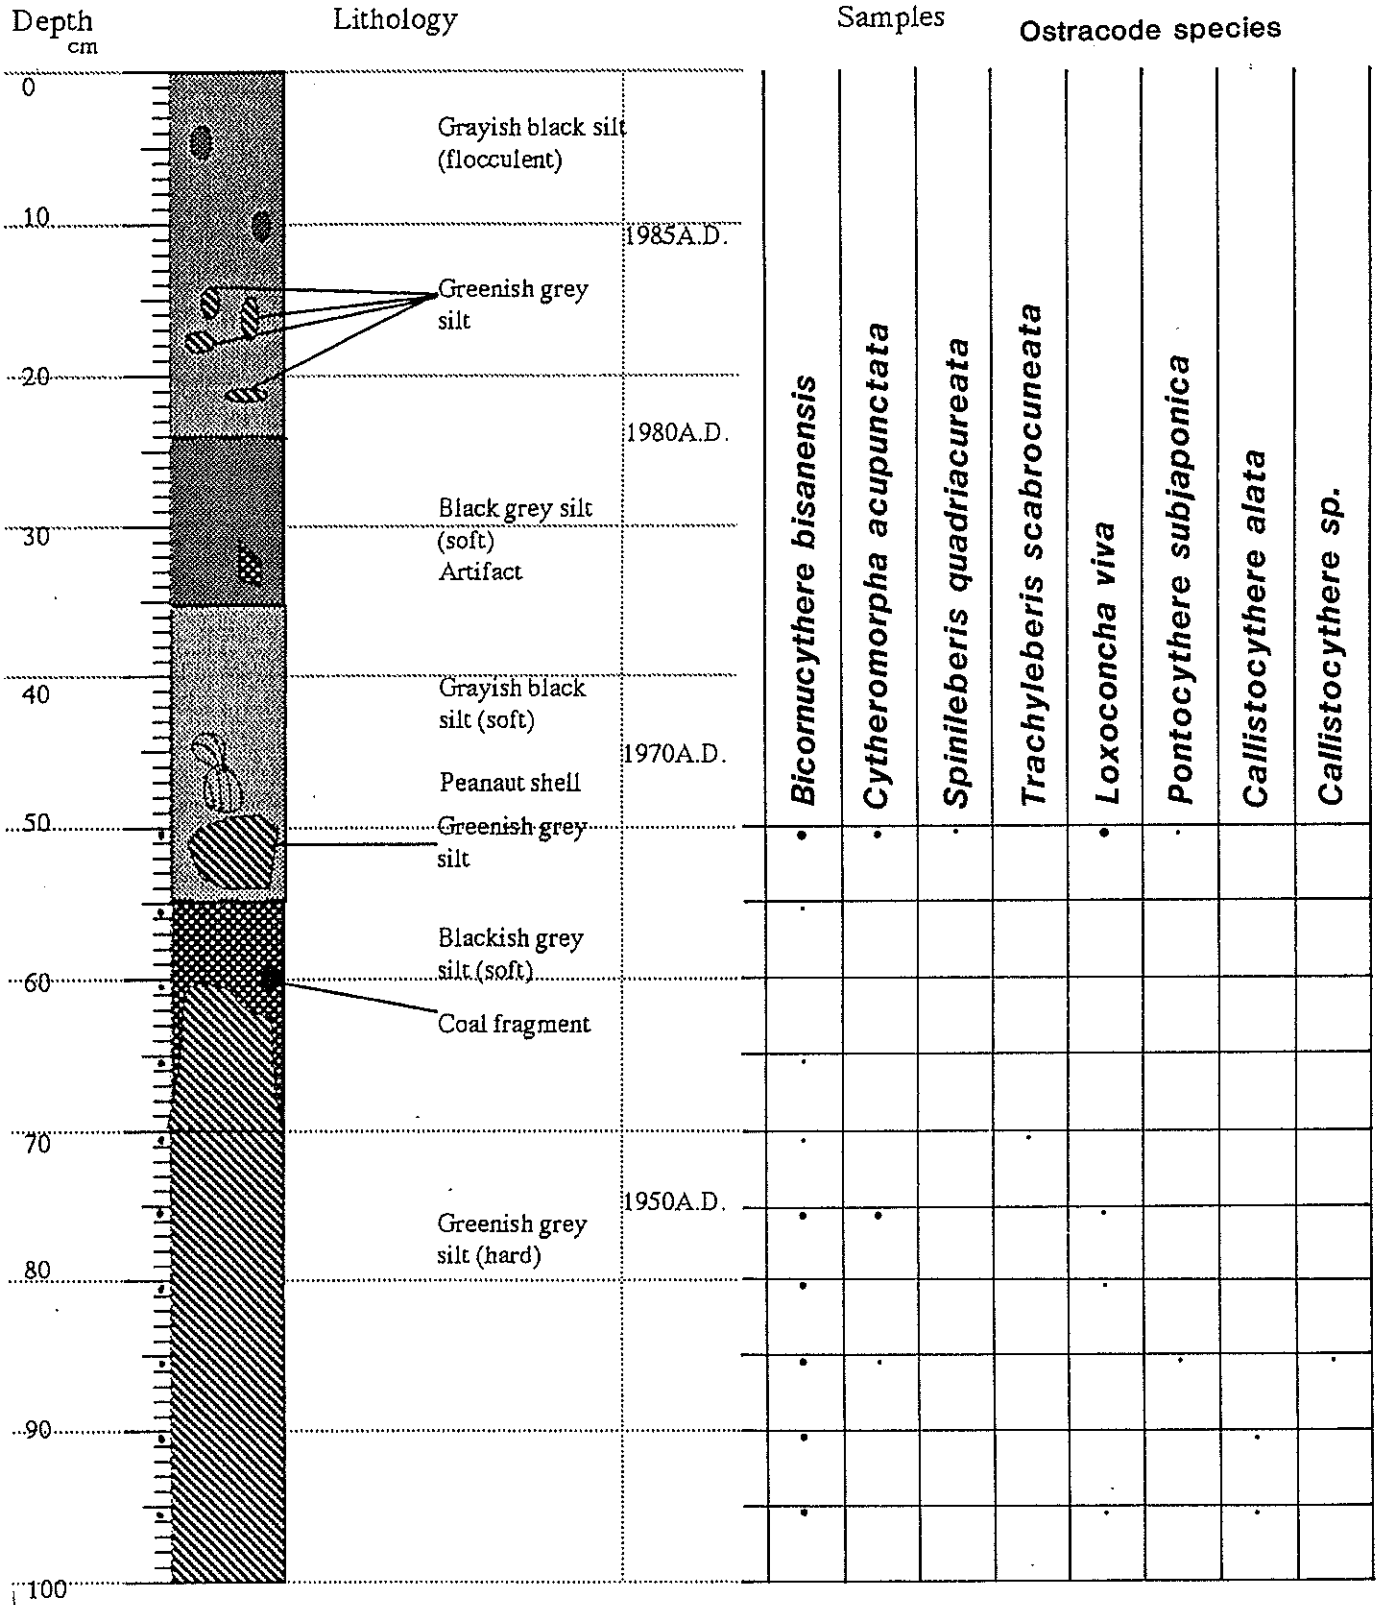 Depth
cm
Lithology
Samples
Ostracode species
0
Grayish black silt
(flocculent)
10
1985A.D.
Greenish grey
silt
20
1980A.D.
30
Black grey silt
(soft)
Artifact
40
Grayish black
silt (soft)
1970A.D.
Peanaut shell
50
Greenish grey
silt
Blackish grey
silt (soft)
60
Coal fragment
70
1950A.D.
Greenish grey
silt (hard)
80
90
100
Bicornucythere bisanensis
Cytheromorpha acupunctata
Spinileberis quadriacureata
Trachyleberis scabrocuneata
Loxoconcha viva
Pontocythere subjaponica
Callistocythere alata
Callistocythere sp.